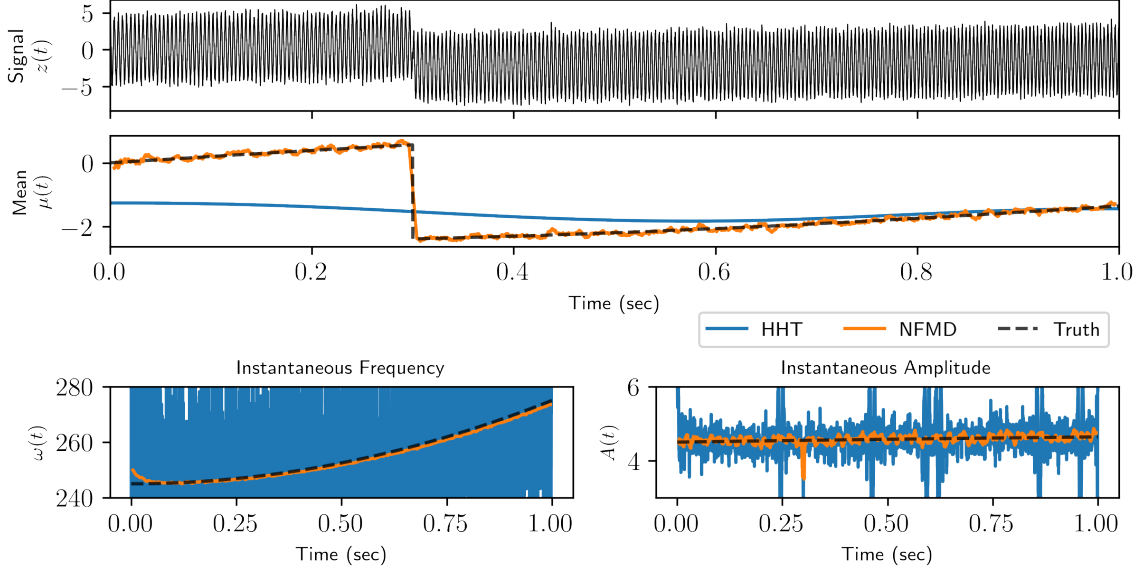 Signal
z(t)
5
0
−5
Mean
μ(t)
0
−2
0.0 0.2 0.4 0.6 0.8 1.0
Time (sec)
HHT NFMD Truth
Instantaneous Frequency
ω(t)
280
260
240
0.00 0.25 0.50 0.75 1.00
Time (sec)
Instantaneous Amplitude
A(t)
6
4
0.00 0.25 0.50 0.75 1.00
Time (sec)